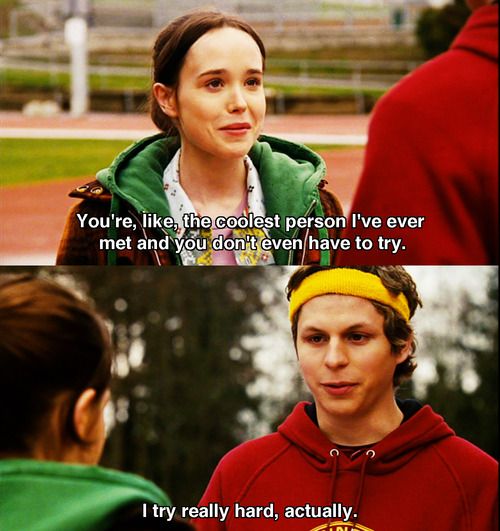 You're, like, the coolest person I've ever
met and you don't even have to try.
I try really hard, actually.